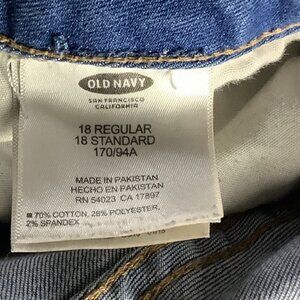 OLD NAVY
SAN FRANCISCO
CALIFORNIA
18 REGULAR
18 STANDARD
170/94A
MADE IN PAKISTAN
HECHO EN PAKISTAN
RN 54023 CA 17897
70% COTTON, 28% POLYESTER,
2% SPANDEX